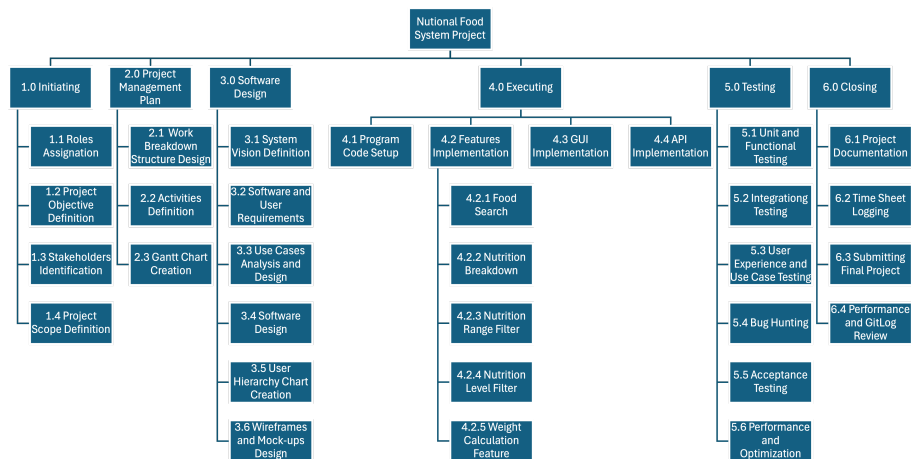 Nutional Food
System Project
1.0 Initiating
2.0 Project
Management
Plan
3.0 Software
Design
4.0 Executing
5.0 Testing
6.0 Closing
1.1 Roles
Assignation
1.2 Project
Objective
Definition
1.3 Stakeholders
Identification
1.4 Project
Scope Definition
2.1 Work
Breakdown
Structure Design
2.2 Activities
Definition
2.3 Gantt Chart
Creation
3.1 System
Vision Definition
3.2 Software and
User
Requirements
3.3 Use Cases
Analysis and
Design
3.4 Software
Design
3.5 User
Hierarchy Chart
Creation
3.6 Wireframes
and Mock-ups
Design
4.1 Program
Code Setup
4.2 Features
Implementation
4.2.1 Food
Search
4.2.2 Nutrition
Breakdown
4.2.3 Nutrition
Range Filter
4.2.4 Nutrition
Level Filter
4.2.5 Weight
Calculation
Feature
4.3 GUI
Implementation
4.4 API
Implementation
5.1 Unit and
Functional
Testing
5.2 Integrationg
Testing
5.3 User
Experience and
Use Case Testing
5.4 Bug Hunting
5.5 Acceptance
Testing
5.6 Performance
and
Optimization
6.1 Project
Documentation
6.2 Time Sheet
Logging
6.3 Submitting
Final Project
6.4 Performance
and GitLog
Review